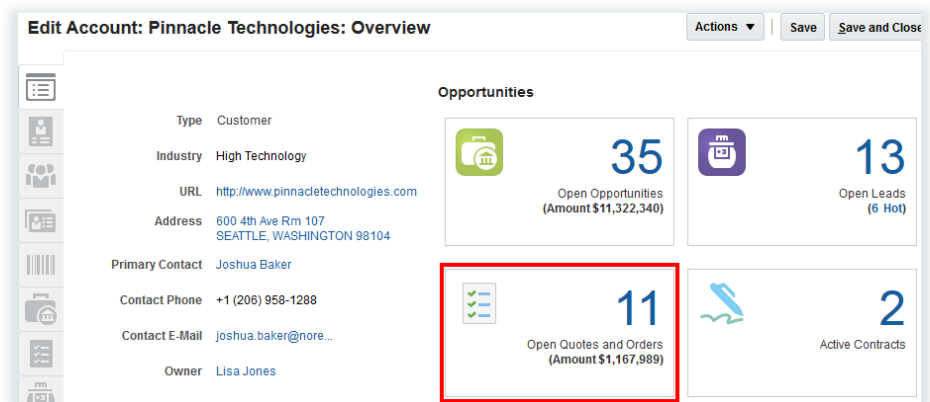 Edit Account: Pinnacle Technologies: Overview
Actions
Save
Save and Close
Opportunities
Type Customer
Industry High Technology
URL http://www.pinnacletechnologies.com
Address 600 4th Ave Rm 107
SEATTLE, WASHINGTON 98104
Primary Contact Joshua Baker
Contact Phone +1 (206) 958-1288
Contact E-Mail joshua.baker@nore...
Owner Lisa Jones
35
Open Opportunities
(Amount $11,322,340)
13
Open Leads
(6 Hot)
11
Open Quotes and Orders
(Amount $1,167,989)
2
Active Contracts